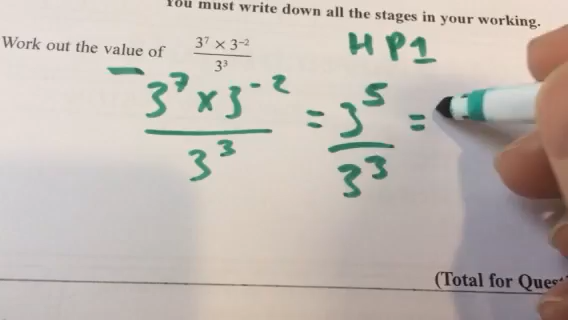 You must write down all the stages in your working.
Work out the value of 3⁷ × 3⁻² / 3³
HP1
3⁷ × 3⁻² / 3³ = 3⁵ / 3³ =
(Total for